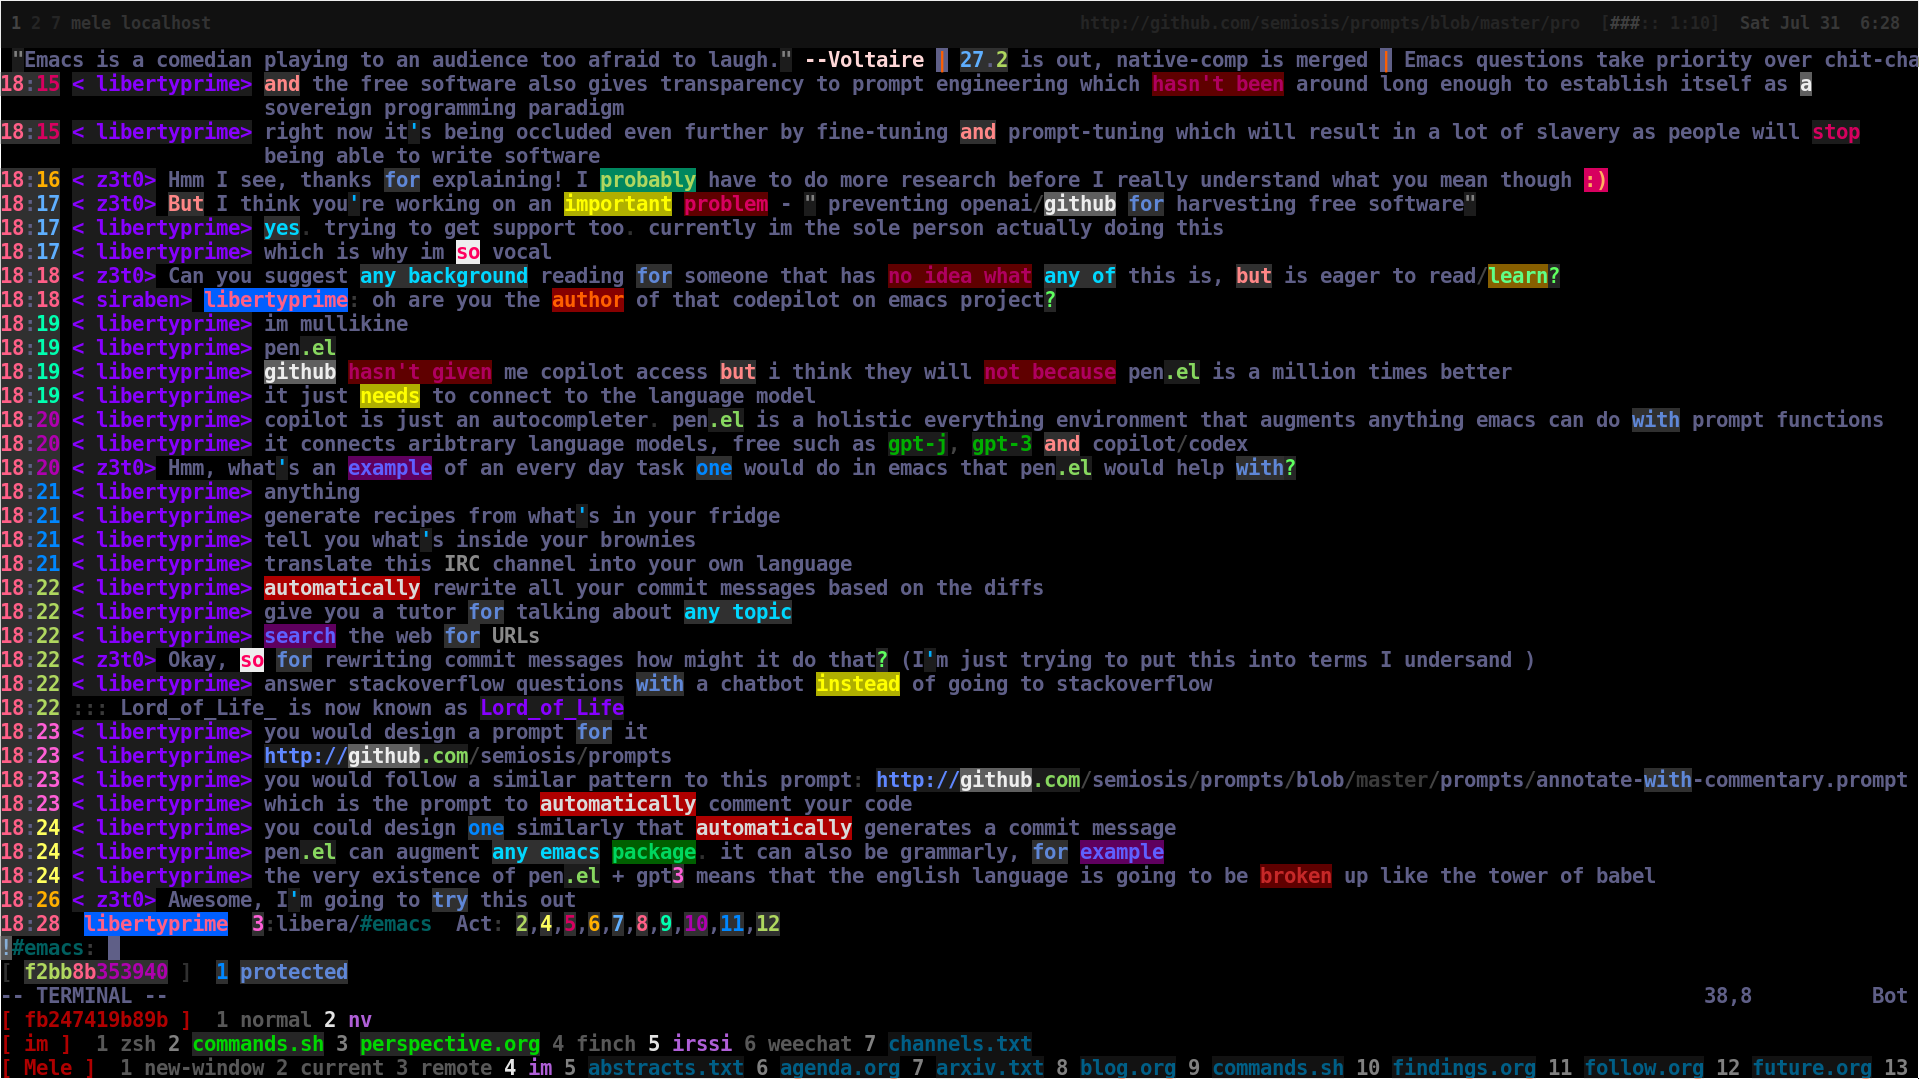 1 2 7 mele localhost http://github.com/semiosis/prompts/blob/master/pro [###:: 1:10] Sat Jul 31 6:28
"Emacs is a comedian playing to an audience too afraid to laugh." --Voltaire | 27.2 is out, native-comp is merged | Emacs questions take priority over chit-cha
18:15 < libertyprime> and the free software also gives transparency to prompt engineering which hasn't been around long enough to establish itself as a
sovereign programming paradigm
18:15 < libertyprime> right now it's being occluded even further by fine-tuning and prompt-tuning which will result in a lot of slavery as people will stop
being able to write software
18:16 < z3t0> Hmm I see, thanks for explaining! I probably have to do more research before I really understand what you mean though :)
18:17 < z3t0> But I think you're working on an important problem - " preventing openai/github for harvesting free software"
18:17 < libertyprime> yes. trying to get support too. currently im the sole person actually doing this
18:17 < libertyprime> which is why im so vocal
18:18 < z3t0> Can you suggest any background reading for someone that has no idea what any of this is, but is eager to read/learn?
18:18 < siraben> libertyprime: oh are you the author of that codepilot on emacs project?
18:19 < libertyprime> im mullikine
18:19 < libertyprime> pen.el
18:19 < libertyprime> github hasn't given me copilot access but i think they will not because pen.el is a million times better
18:19 < libertyprime> it just needs to connect to the language model
18:20 < libertyprime> copilot is just an autocompleter. pen.el is a holistic everything environment that augments anything emacs can do with prompt functions
18:20 < libertyprime> it connects aribtrary language models, free such as gpt-j, gpt-3 and copilot/codex
18:20 < z3t0> Hmm, what's an example of an every day task one would do in emacs that pen.el would help with?
18:21 < libertyprime> anything
18:21 < libertyprime> generate recipes from what's in your fridge
18:21 < libertyprime> tell you what's inside your brownies
18:21 < libertyprime> translate this IRC channel into your own language
18:22 < libertyprime> automatically rewrite all your commit messages based on the diffs
18:22 < libertyprime> give you a tutor for talking about any topic
18:22 < libertyprime> search the web for URLs
18:22 < z3t0> Okay, so for rewriting commit messages how might it do that? (I'm just trying to put this into terms I undersand )
18:22 < libertyprime> answer stackoverflow questions with a chatbot instead of going to stackoverflow
18:22 ::: Lord_of_Life_ is now known as Lord_of_Life
18:23 < libertyprime> you would design a prompt for it
18:23 < libertyprime> http://github.com/semiosis/prompts
18:23 < libertyprime> you would follow a similar pattern to this prompt: http://github.com/semiosis/prompts/blob/master/prompts/annotate-with-commentary.prompt
18:23 < libertyprime> which is the prompt to automatically comment your code
18:24 < libertyprime> you could design one similarly that automatically generates a commit message
18:24 < libertyprime> pen.el can augment any emacs package. it can also be grammarly, for example
18:24 < libertyprime> the very existence of pen.el + gpt3 means that the english language is going to be broken up like the tower of babel
18:26 < z3t0> Awesome, I'm going to try this out
18:28 libertyprime 3:libera/#emacs Act: 2,4,5,6,7,8,9,10,11,12
!#emacs:
[ f2bb8b353940 ] 1 protected
-- TERMINAL -- 38,8 Bot
[ fb247419b89b ] 1 normal 2 nv
[ im ] 1 zsh 2 commands.sh 3 perspective.org 4 finch 5 irssi 6 weechat 7 channels.txt
[ Mele ] 1 new-window 2 current 3 remote 4 im 5 abstracts.txt 6 agenda.org 7 arxiv.txt 8 blog.org 9 commands.sh 10 findings.org 11 follow.org 12 future.org 13